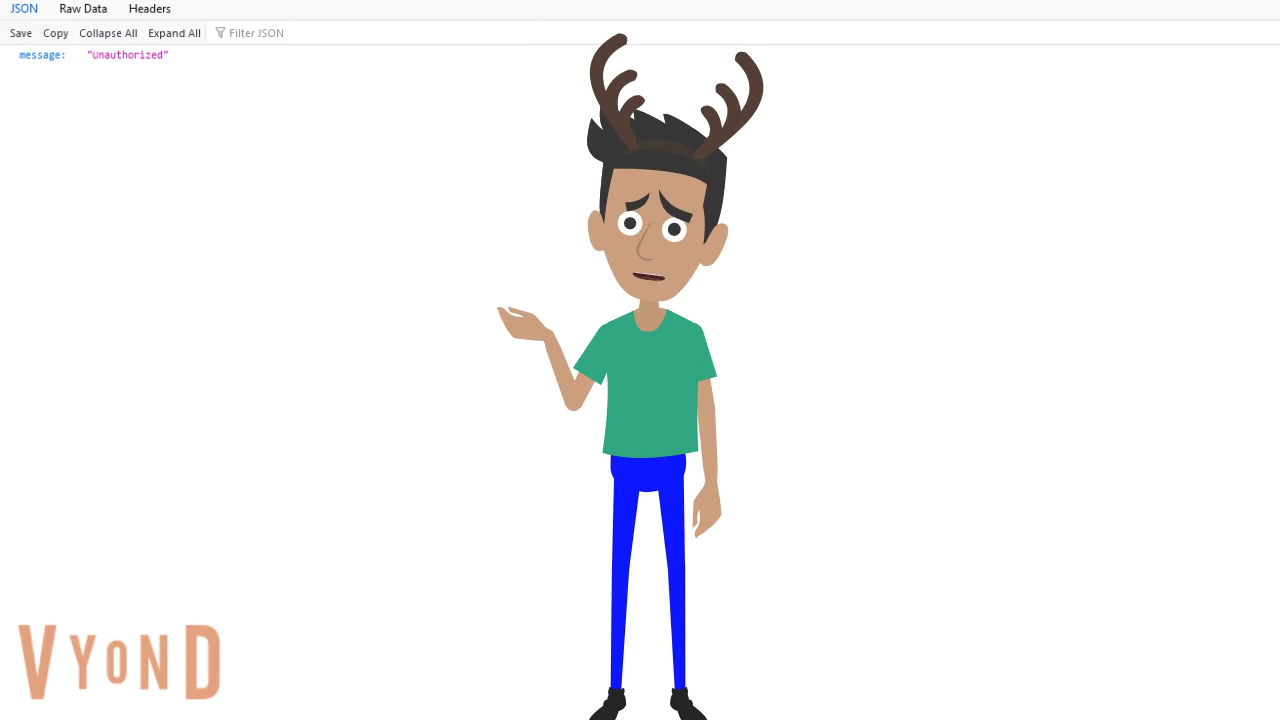 JSON Raw Data Headers
Save Copy Collapse All Expand All Filter JSON
message: "Unauthorized"
VYOND